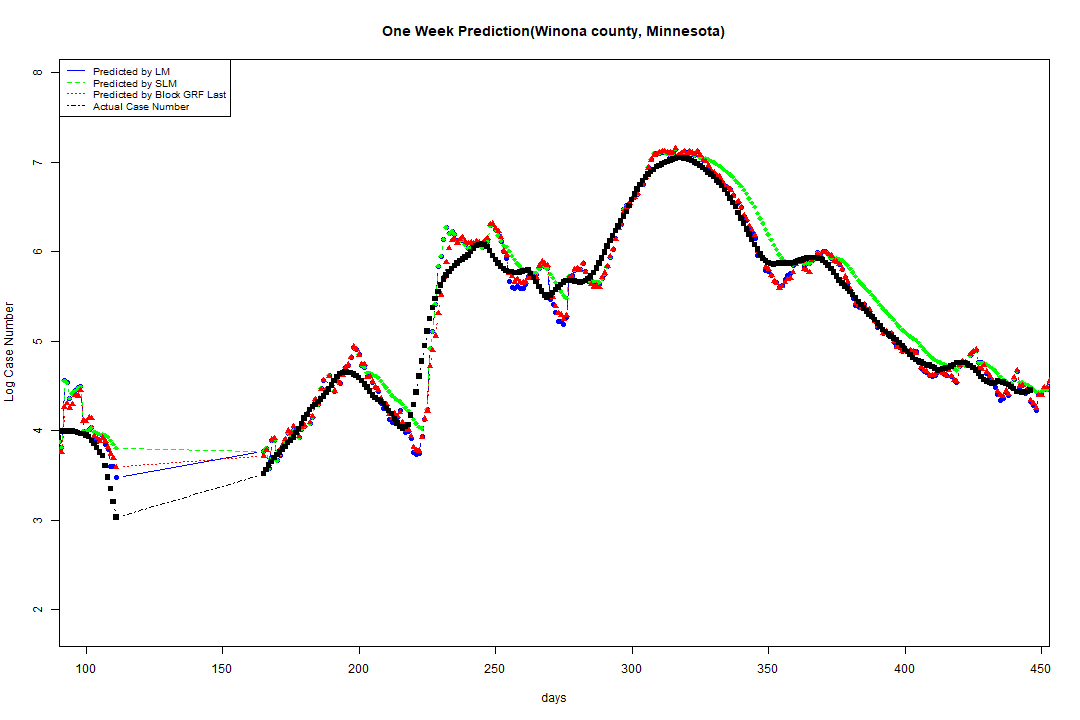 One Week Prediction(Winona county, Minnesota)
Predicted by LM
Predicted by SLM
Predicted by Block GRF Last
Actual Case Number
8
7
6
5
4
3
2
Log Case Number
100 150 200 250 300 350 400 450
days